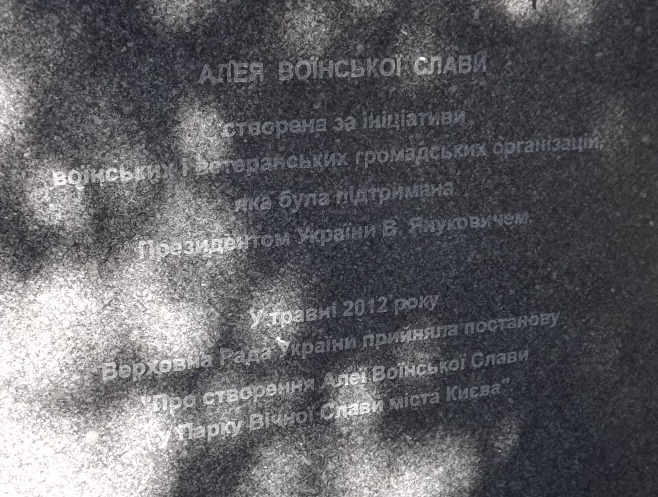 АЛЕЯ ВОЇНСЬКОЇ СЛАВИ
створена за ініціативи
воїнських і ветеранських громадських організацій,
яка була підтримана
Президентом України В. Януковичем
У травні 2012 року
Верховна Рада України прийняла постанову
"Про створення Алеї Воїнської Слави
у Парку Вічної Слави міста Києва"